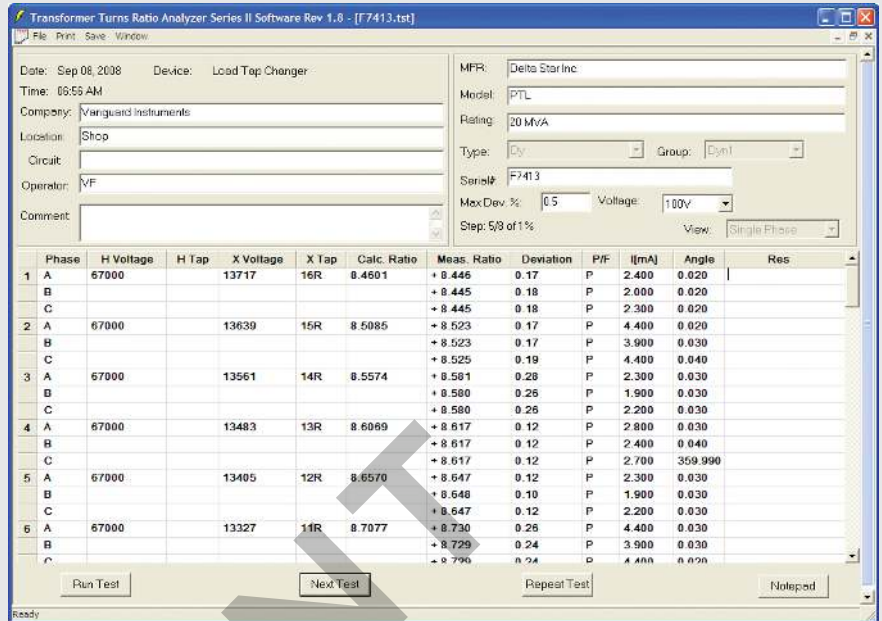 Transformer Turns Ratio Analyzer Series II Software Rev 1.8 - [F7413.tst]
File Print Save Window
Date: Sep 08, 2008 Device: Load Tap Changer
Time: 06:56 AM
Company: Vanguard Instruments
Location: Shop
Circuit:
Operator: VF
Comment:
MFR: Delta Star Inc
Model: PTL
Rating: 20 MVA
Type: Dy Group: Dyn1
Serial#: F7413
Max Dev. %: 0.5 Voltage: 100V
Step: 5/8 of 1% View: Single Phase
Phase H Voltage H Tap X Voltage X Tap Calc. Ratio Meas. Ratio Deviation P/F I[mA] Angle Res
1 A 67000 13717 16R 8.4601 + 8.446 0.17 P 2.400 0.020
B + 8.445 0.18 P 2.000 0.020
C + 8.445 0.18 P 2.300 0.020
2 A 67000 13639 15R 8.5085 + 8.523 0.17 P 4.400 0.020
B + 8.523 0.17 P 3.900 0.030
C + 8.525 0.19 P 4.400 0.040
3 A 67000 13561 14R 8.5574 + 8.581 0.28 P 2.300 0.030
B + 8.580 0.26 P 1.900 0.030
C + 8.580 0.26 P 2.200 0.030
4 A 67000 13483 13R 8.6069 + 8.617 0.12 P 2.800 0.030
B + 8.617 0.12 P 2.400 0.040
C + 8.617 0.12 P 2.700 359.990
5 A 67000 13405 12R 8.6570 + 8.647 0.12 P 2.300 0.030
B + 8.648 0.10 P 1.900 0.030
C + 8.647 0.12 P 2.200 0.030
6 A 67000 13327 11R 8.7077 + 8.730 0.26 P 4.400 0.030
B + 8.729 0.24 P 3.900 0.030
C + 8.729 0.24 P 4.400 0.020
Run Test Next Test Repeat Test Notepad
Ready